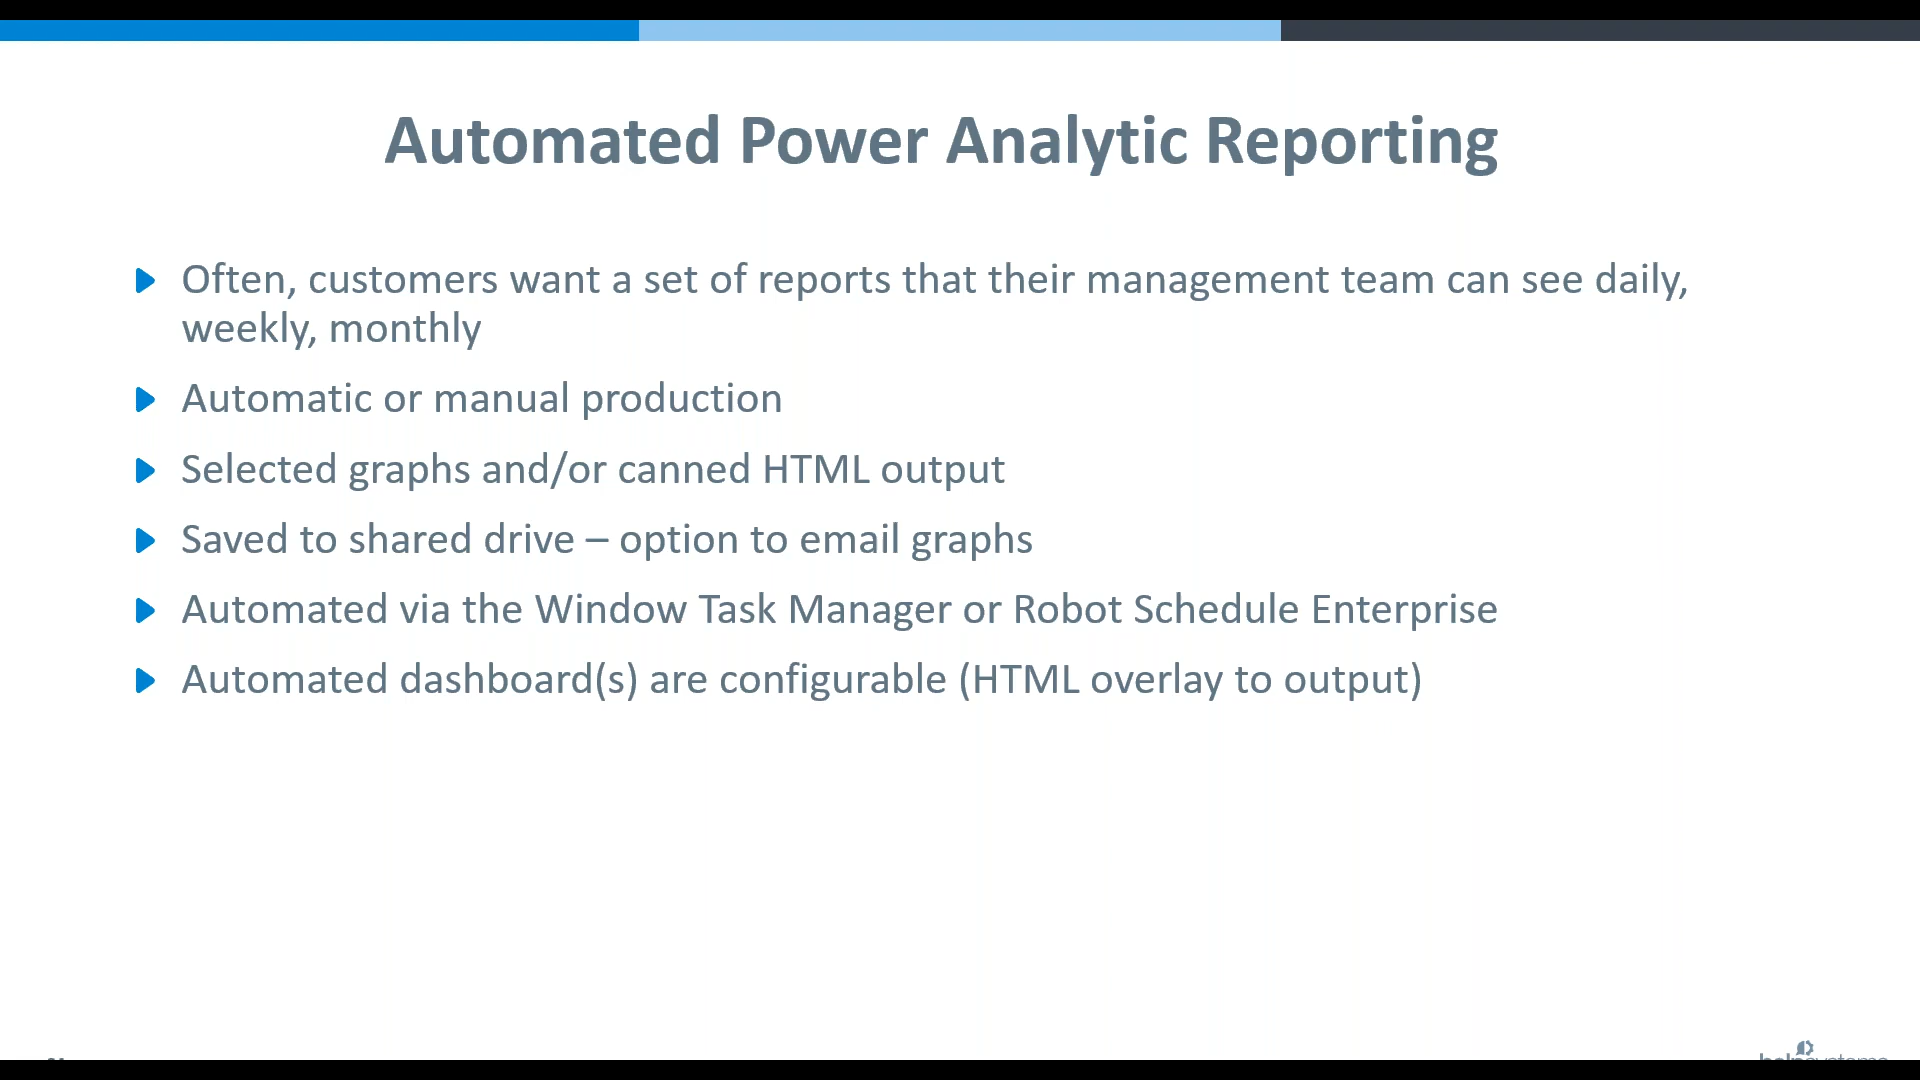 Automated Power Analytic Reporting
Often, customers want a set of reports that their management team can see daily,
weekly, monthly
Automatic or manual production
Selected graphs and/or canned HTML output
Saved to shared drive – option to email graphs
Automated via the Window Task Manager or Robot Schedule Enterprise
Automated dashboard(s) are configurable (HTML overlay to output)